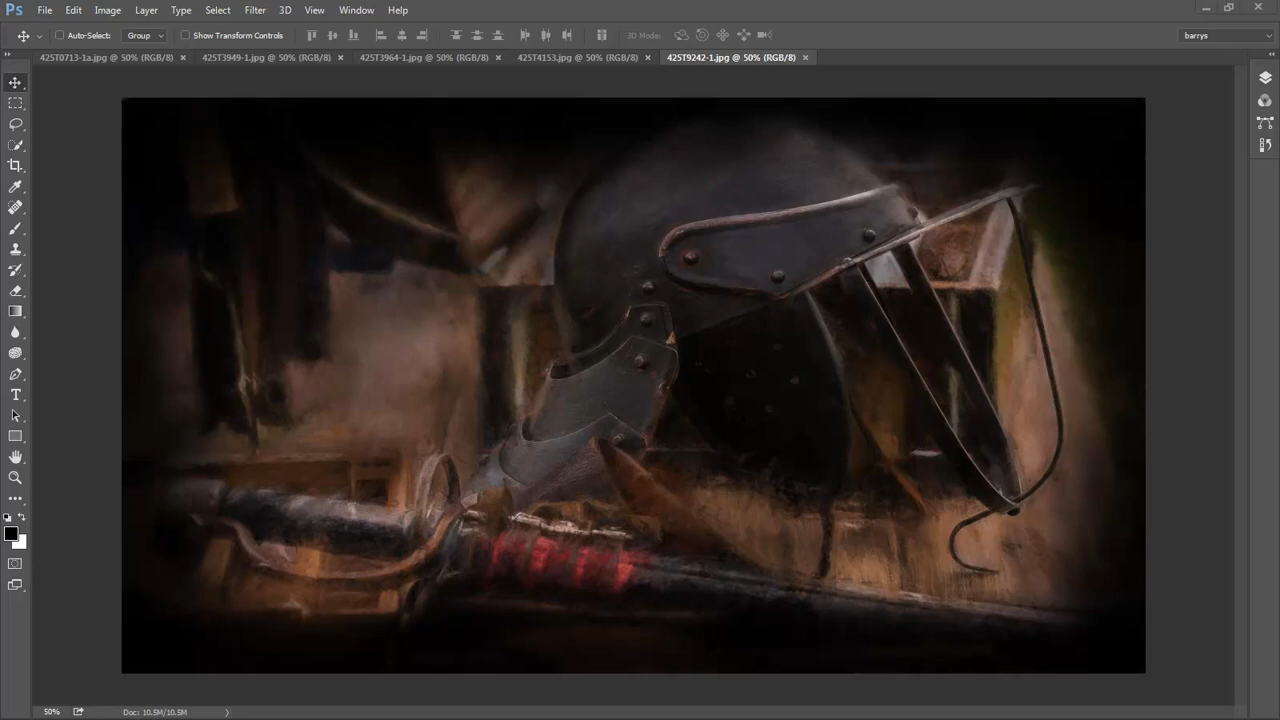 Ps File Edit Image Layer Type Select Filter 3D View Window Help
Auto-Select: Group Show Transform Controls 3D Mode: barrys
425T0713-1a.jpg @ 50% (RGB/8) 425T3949-1.jpg @ 50% (RGB/8) 425T3964-1.jpg @ 50% (RGB/8) 425T4153.jpg @ 50% (RGB/8) 425T9242-1.jpg @ 50% (RGB/8)
50% Doc: 10.5M/10.5M